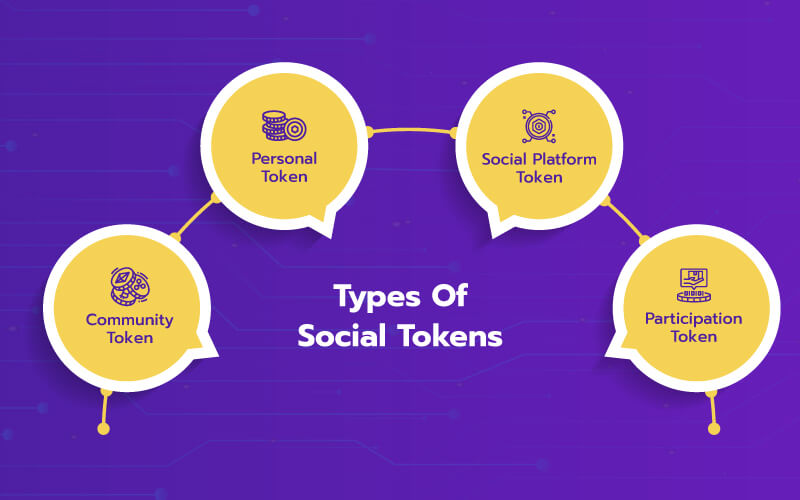 Personal
Token
Social Platform
Token
Community
Token
Types Of
Social Tokens
Participation
Token